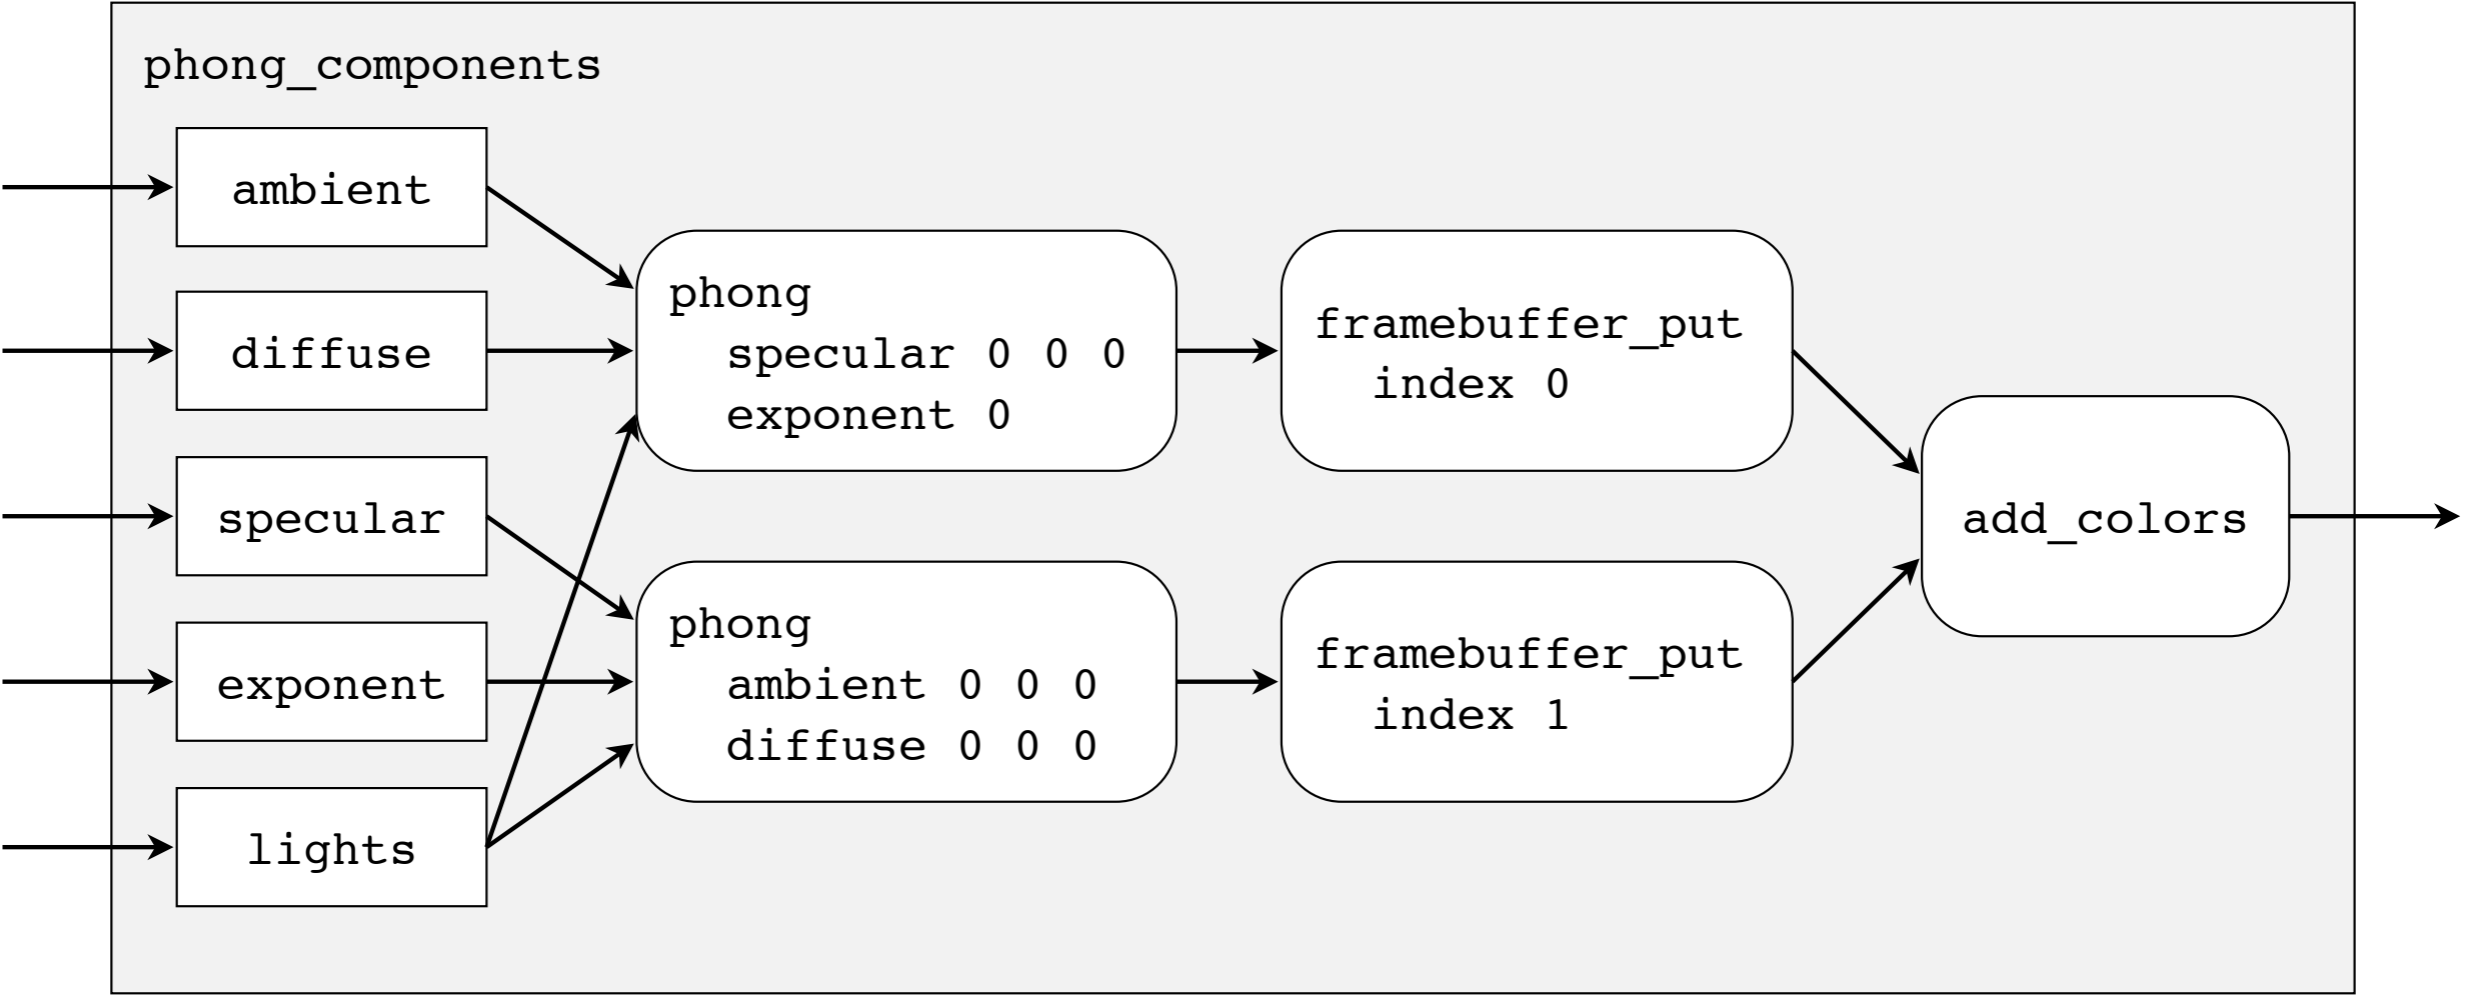 phong_components
ambient
diffuse
specular
exponent
lights
phong
specular 0 0 0
exponent 0
phong
ambient 0 0 0
diffuse 0 0 0
framebuffer_put
index 0
framebuffer_put
index 1
add_colors